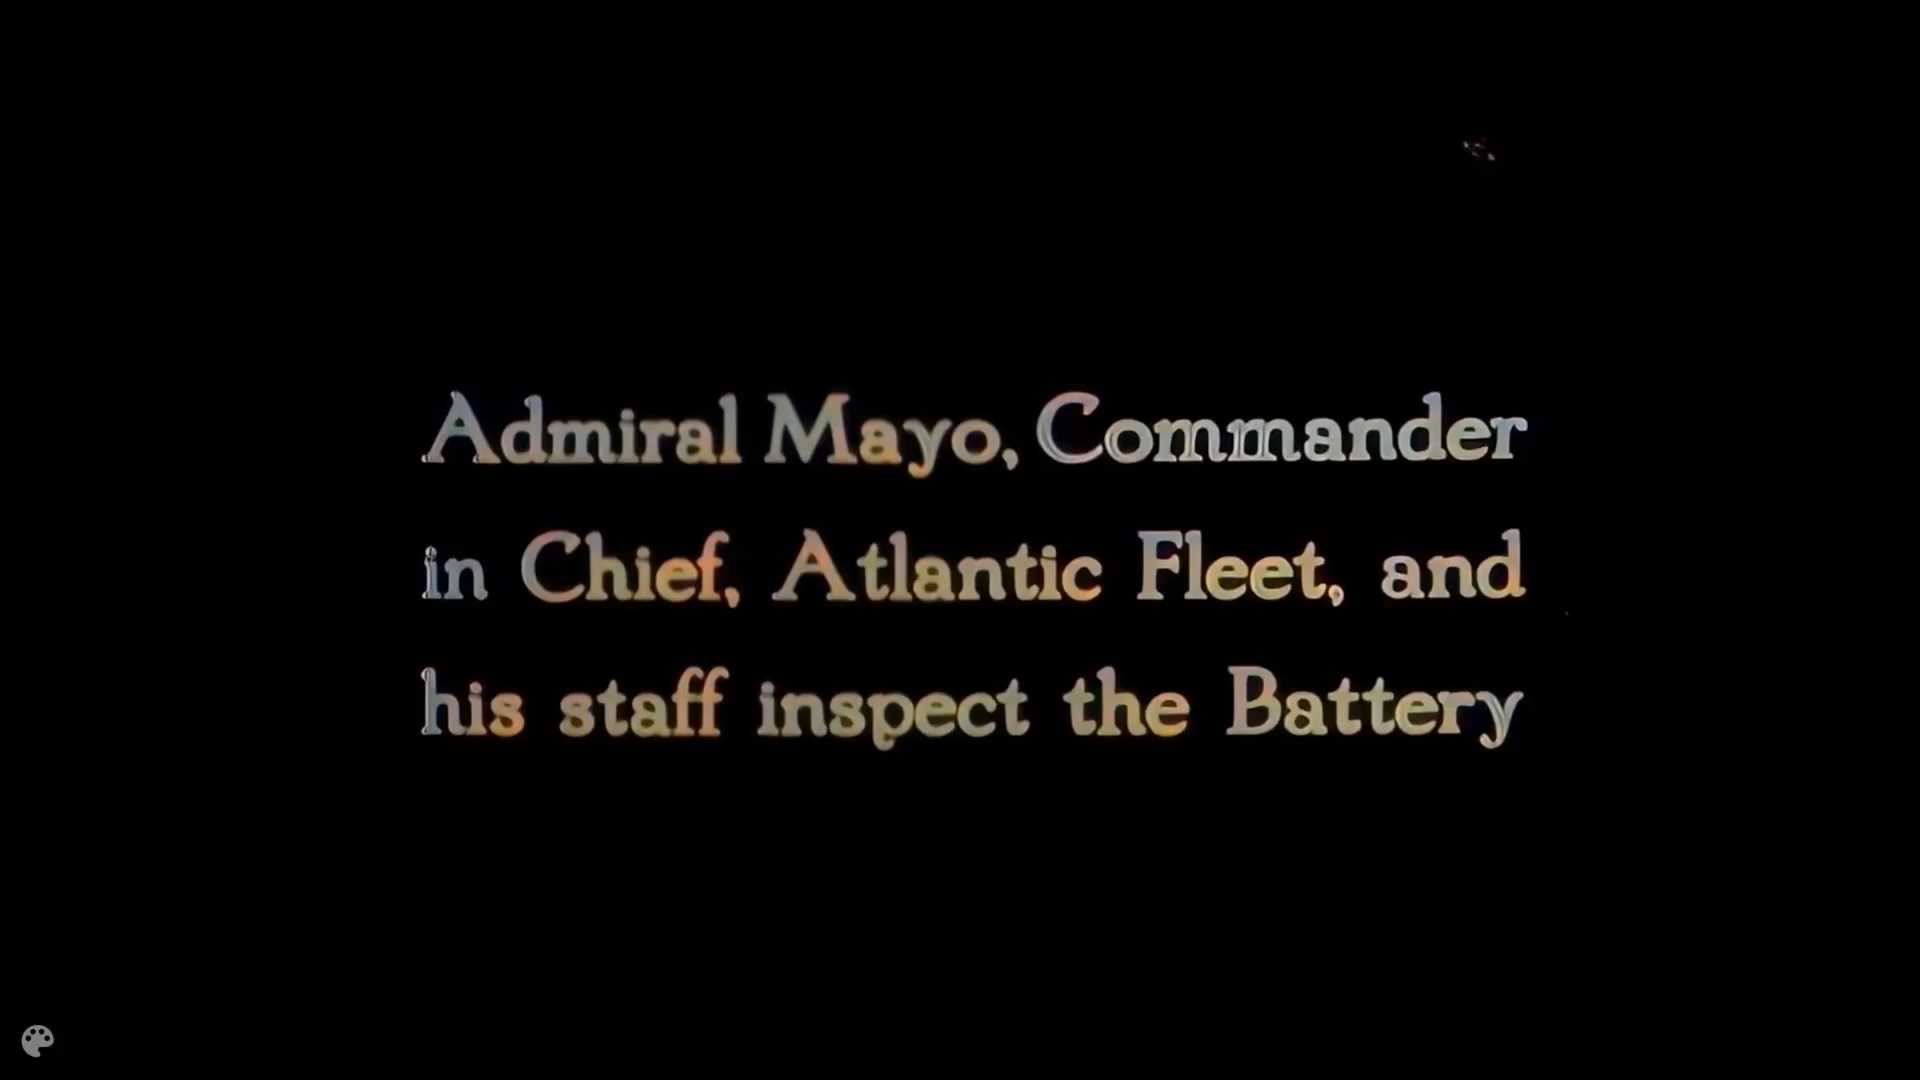 Admiral Mayo, Commander
in Chief, Atlantic Fleet, and
his staff inspect the Battery